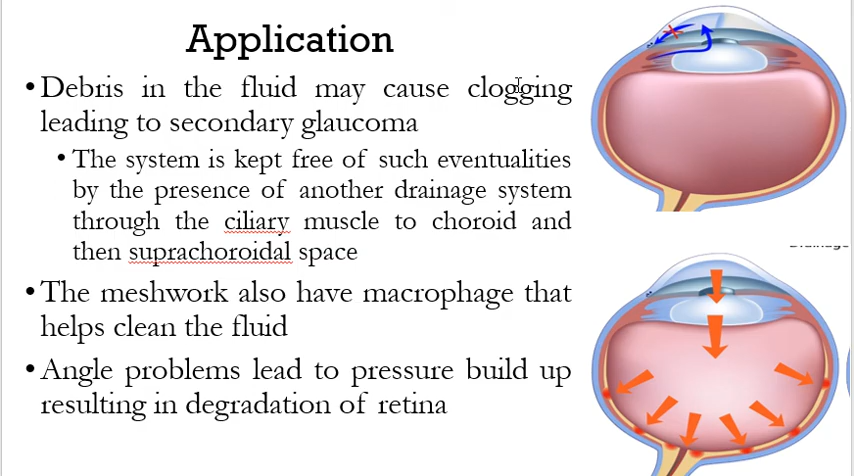 Application
• Debris in the fluid may cause clogging
leading to secondary glaucoma
• The system is kept free of such eventualities
by the presence of another drainage system
through the ciliary muscle to choroid and
then suprachoroidal space
• The meshwork also have macrophage that
helps clean the fluid
• Angle problems lead to pressure build up
resulting in degradation of retina